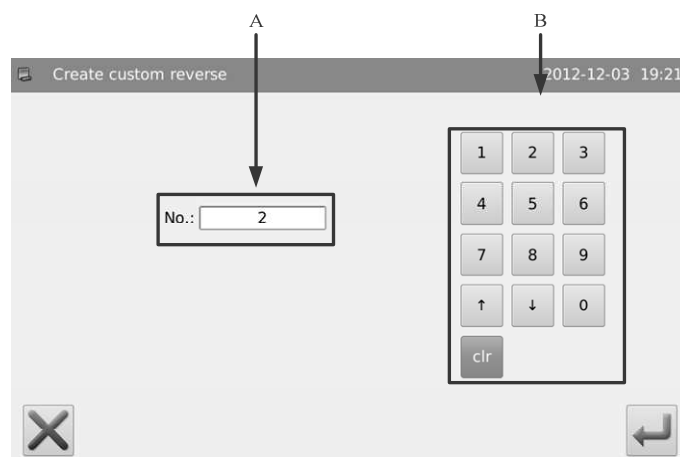 A B
Create custom reverse 2012-12-03 19:21
1 2 3
No.: 2
4 5 6
7 8 9
↑ ↓ 0
clr